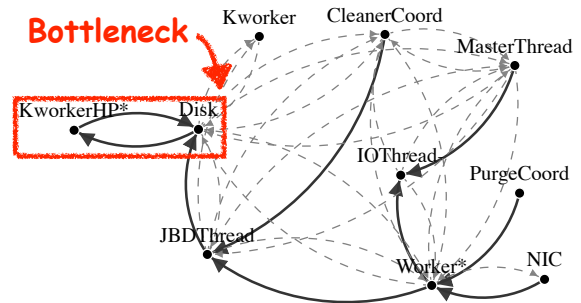 Kworker
CleanerCoord
Bottleneck
MasterThread
KworkerHP*
Disk
IOThread
PurgeCoord
JBDThread
Worker*
NIC